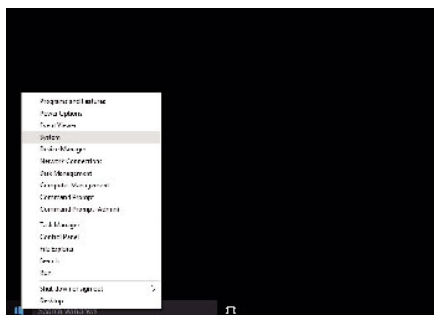 Programs and Features
Power Options
Event Viewer
System
Device Manager
Network Connections
Disk Management
Computer Management
Command Prompt
Command Prompt (Admin)
Task Manager
Control Panel
File Explorer
Search
Run
Shut down or sign out
Desktop